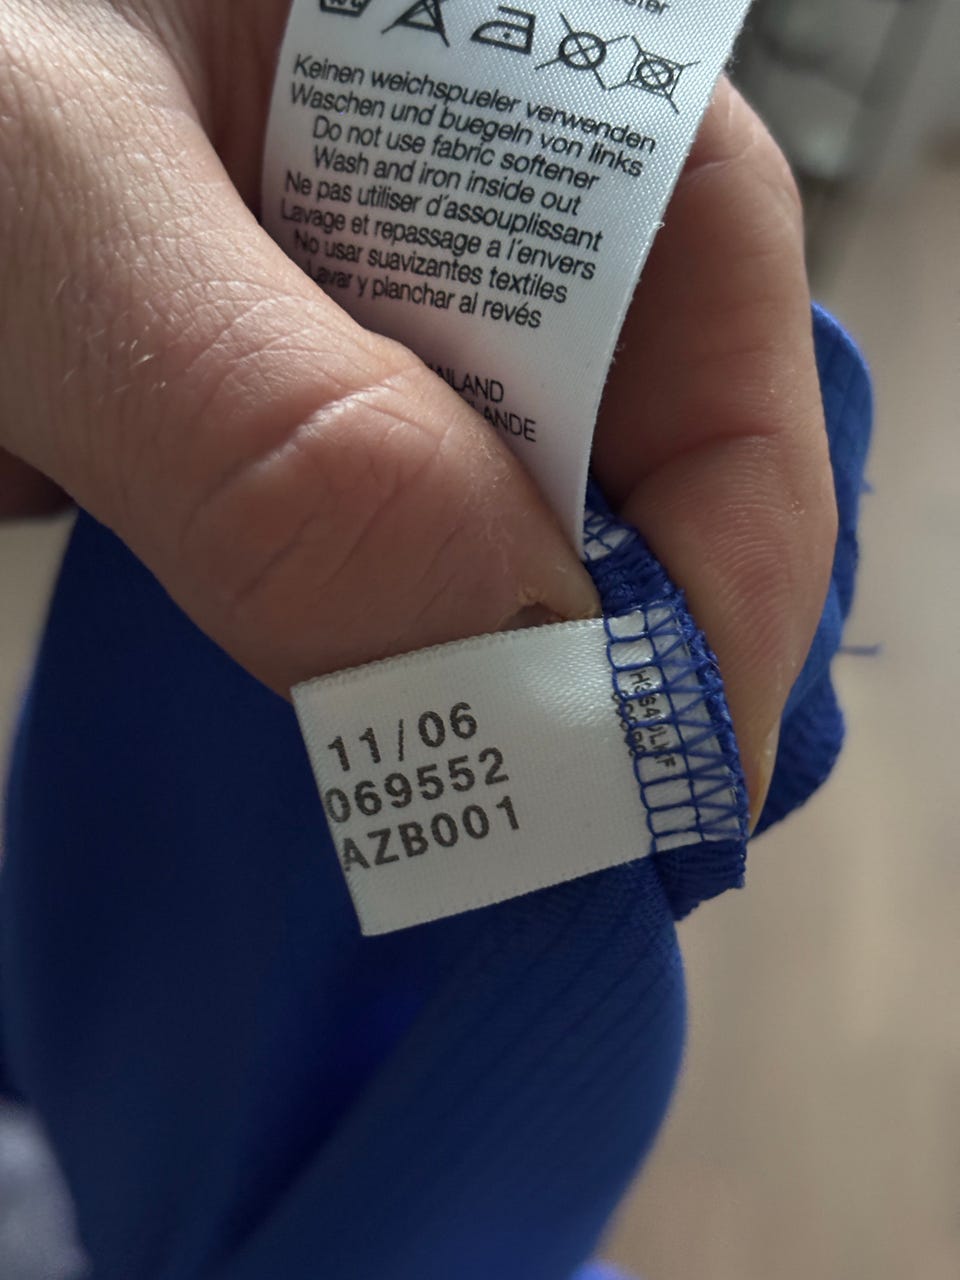 Keinen weichspueler verwenden
Waschen und buegeln von links
Do not use fabric softener
Wash and iron inside out
Ne pas utiliser d'assouplissant
Lavage et repassage a l'envers
No usar suavizantes textiles
Lavar y planchar al revés
11/06
069552
AZB001